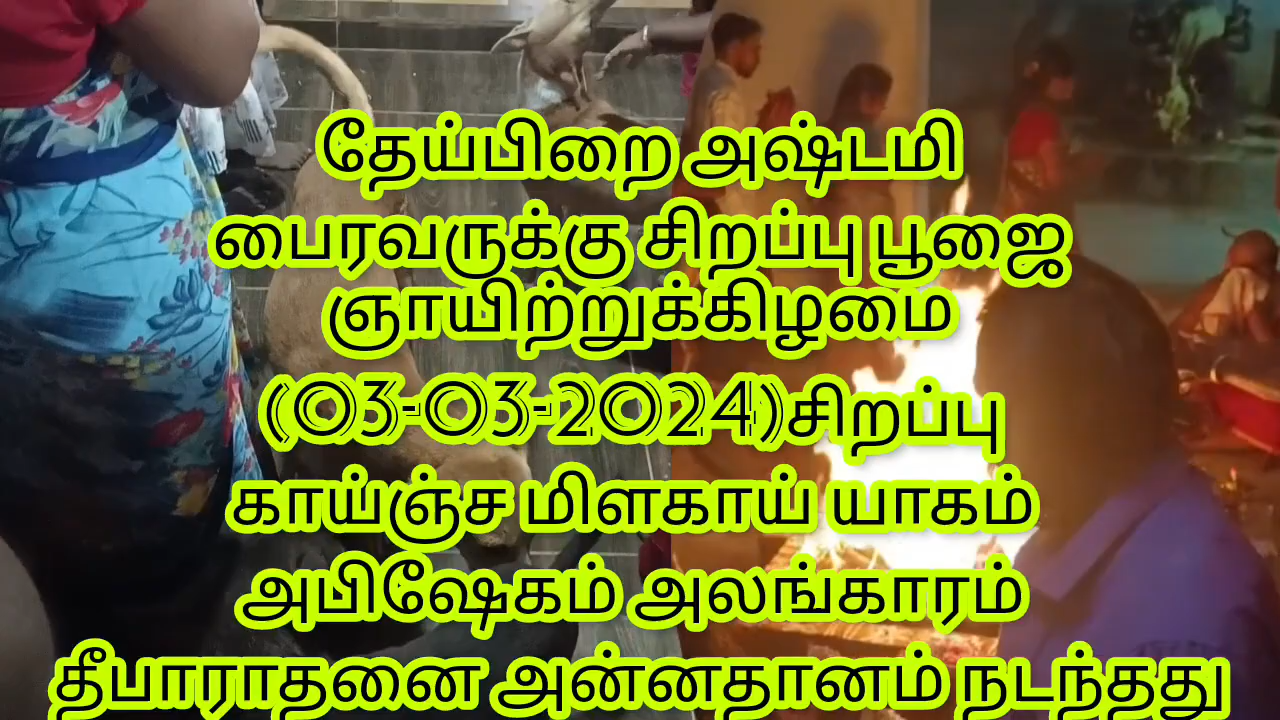 தேய்பிறை அஷ்டமி
பைரவருக்கு சிறப்பு பூஜை
ஞாயிற்றுக்கிழமை
(03-03-2024)சிறப்பு
காய்ஞ்ச மிளகாய் யாகம்
அபிஷேகம் அலங்காரம்
தீபாராதனை அன்னதானம் நடந்தது